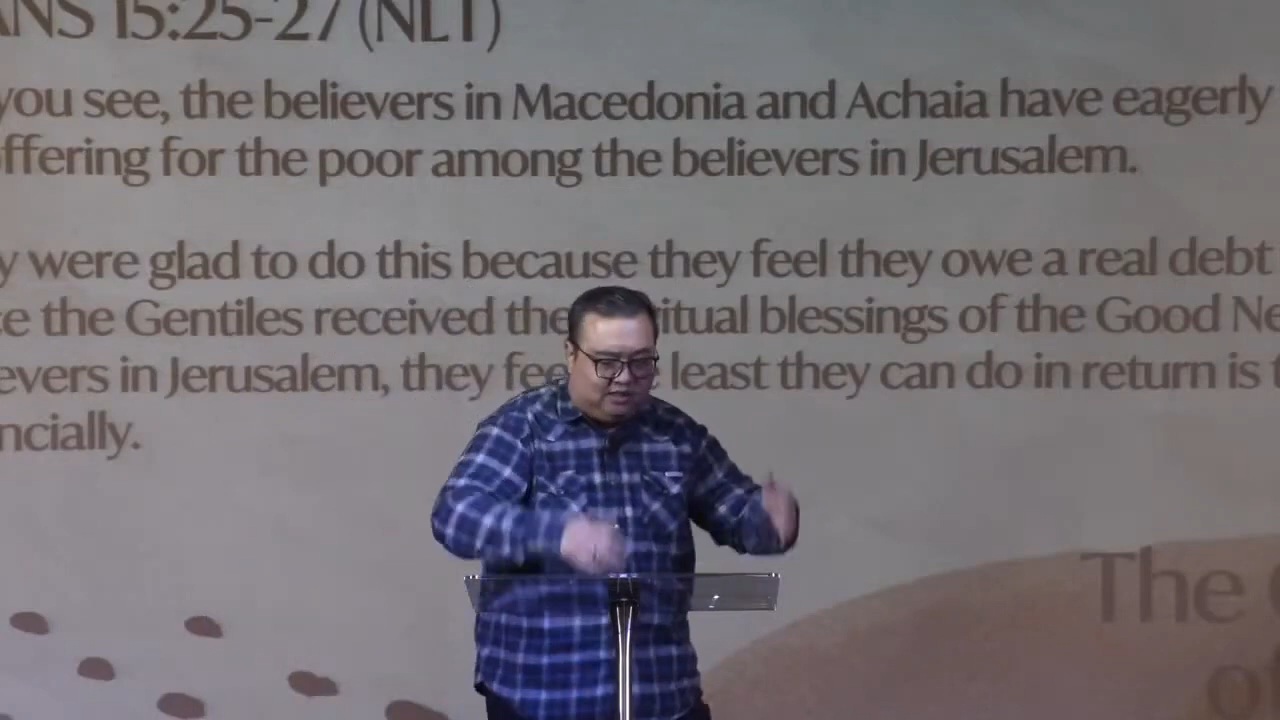 ANS 15:25-27 (NLT)
you see, the believers in Macedonia and Achaia have eagerly
ffering for the poor among the believers in Jerusalem.
y were glad to do this because they feel they owe a real debt
e the Gentiles received the ritual blessings of the Good Ne
evers in Jerusalem, they fee least they can do in return is t
ncially.
The
of